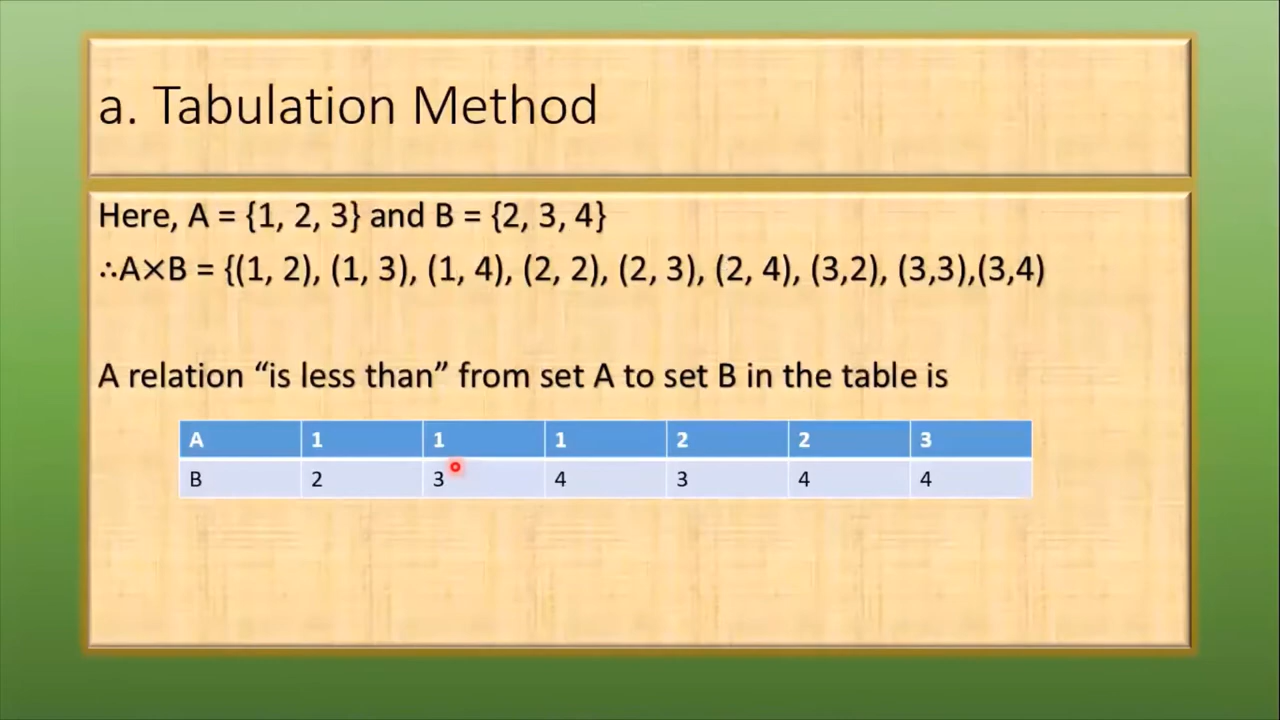 a. Tabulation Method
Here, A = {1, 2, 3} and B = {2, 3, 4}
∴A×B = {(1, 2), (1, 3), (1, 4), (2, 2), (2, 3), (2, 4), (3,2), (3,3),(3,4)
A relation “is less than” from set A to set B in the table is
A 1 1 1 2 2 3
B 2 3 4 3 4 4